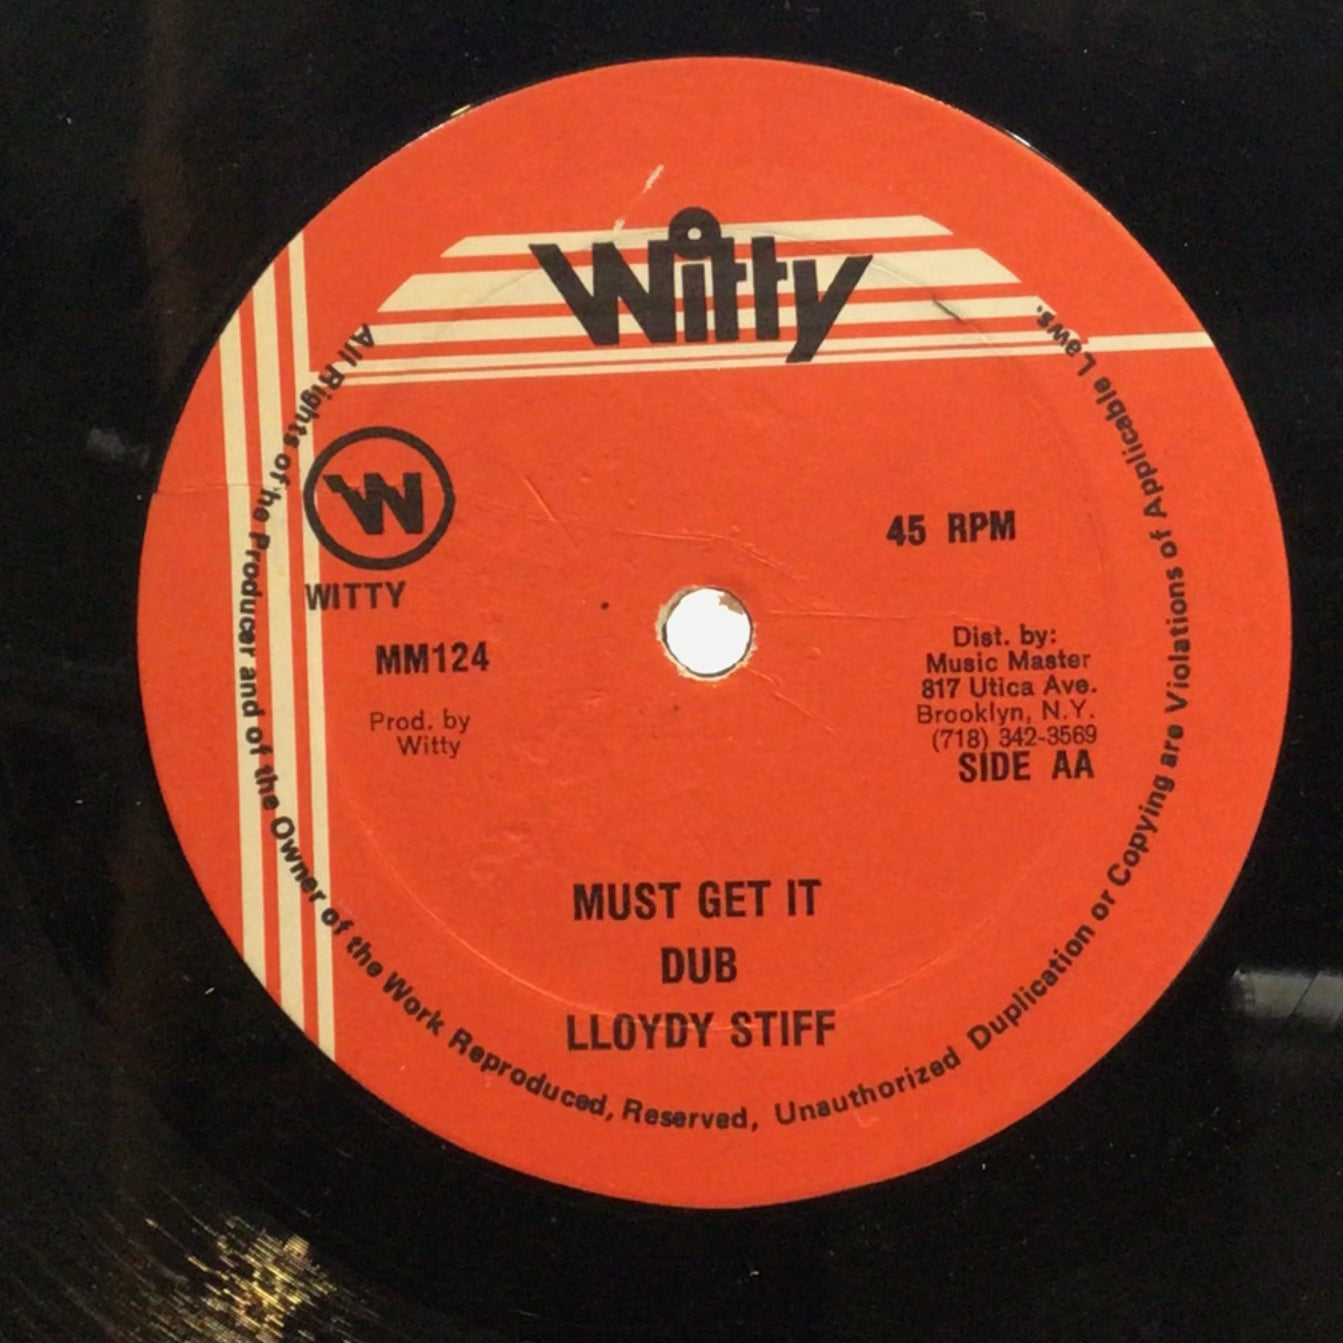 Witty
W
WITTY
45 RPM
MM124
Prod. by
Witty
Dist. by:
Music Master
817 Utica Ave.
Brooklyn, N.Y.
(718) 342-3569
SIDE AA
MUST GET IT
DUB
LLOYDY STIFF
All Rights of he Producer and of the Owner of the Work Reproduced, Reserved, Unauthorized Duplication or Copying are Violations of Applicable Laws.